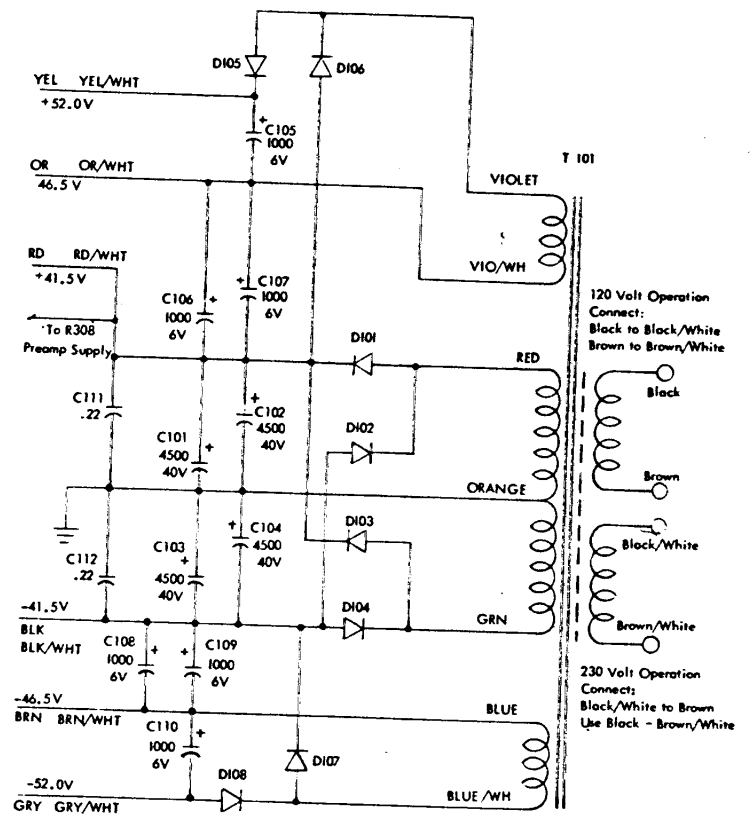 D105
D106
YEL YEL/WHT
+52.0V
+
C105
1000
6V
T 101
OR OR/WHT
46.5V
VIOLET
VIO/WH
RD RD/WHT
+41.5V
C106
1000
6V
+
+
C107
1000
6V
To R308
Preamp Supply
120 Volt Operation
Connect:
Black to Black/White
Brown to Brown/White
D101
RED
Black
C111
.22
C101
4500
40V
+
+
C102
4500
40V
D102
ORANGE
Brown
C112
.22
C103
4500
40V
+
+
C104
4500
40V
D103
Black/White
-41.5V
BLK
BLK/WHT
D104
GRN
Brown/White
C108
1000
6V
+
+
C109
1000
6V
230 Volt Operation
Connect:
Black/White to Brown
Use Black - Brown/White
-46.5V
BRN BRN/WHT
BLUE
C110
1000
6V
+
D107
D108
-52.0V
GRY GRY/WHT
BLUE/WH